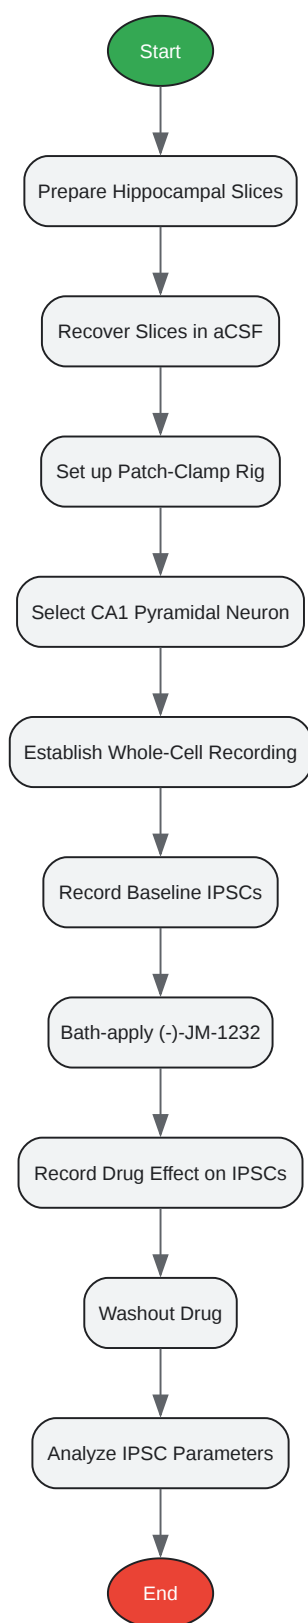 Start
Prepare Hippocampal Slices
Recover Slices in aCSF
Set up Patch-Clamp Rig
Select CA1 Pyramidal Neuron
Establish Whole-Cell Recording
Record Baseline IPSCs
Bath-apply (-)-JM-1232
Record Drug Effect on IPSCs
Washout Drug
Analyze IPSC Parameters
End